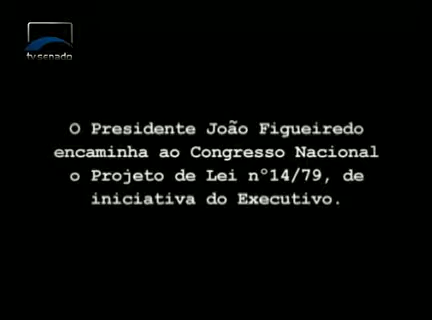 tv senado
O Presidente João Figueiredo
encaminha ao Congresso Nacional
o Projeto de Lei nº14/79, de
iniciativa do Executivo.